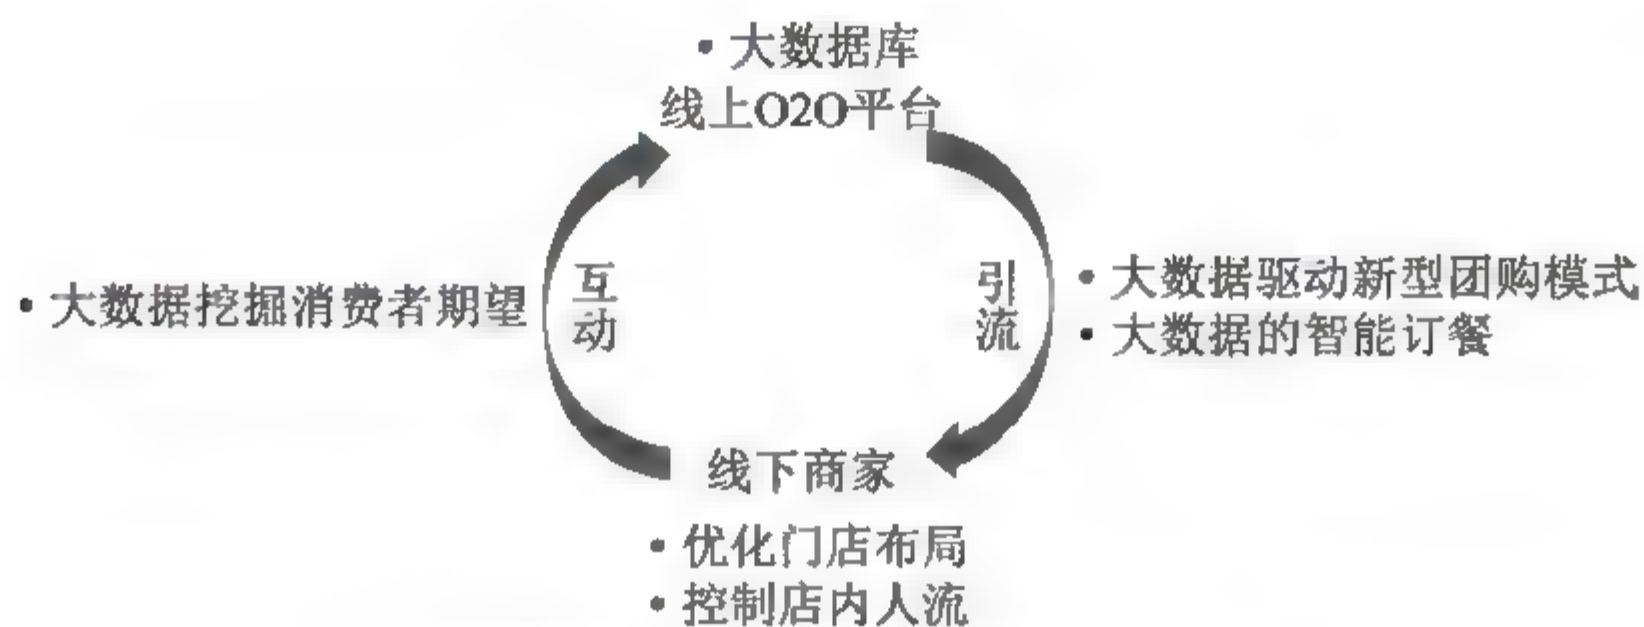 • 大数据库
线上O2O平台
• 大数据挖掘消费者期望
互动
引流
• 大数据驱动新型团购模式
• 大数据的智能订餐
线下商家
• 优化门店布局
• 控制店内人流